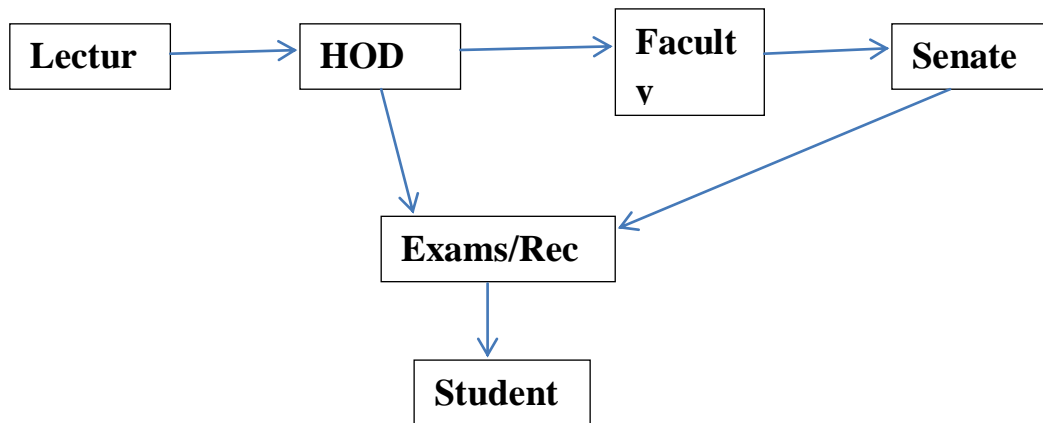 Lectur
HOD
Facult
y
Senate
Exams/Rec
Student